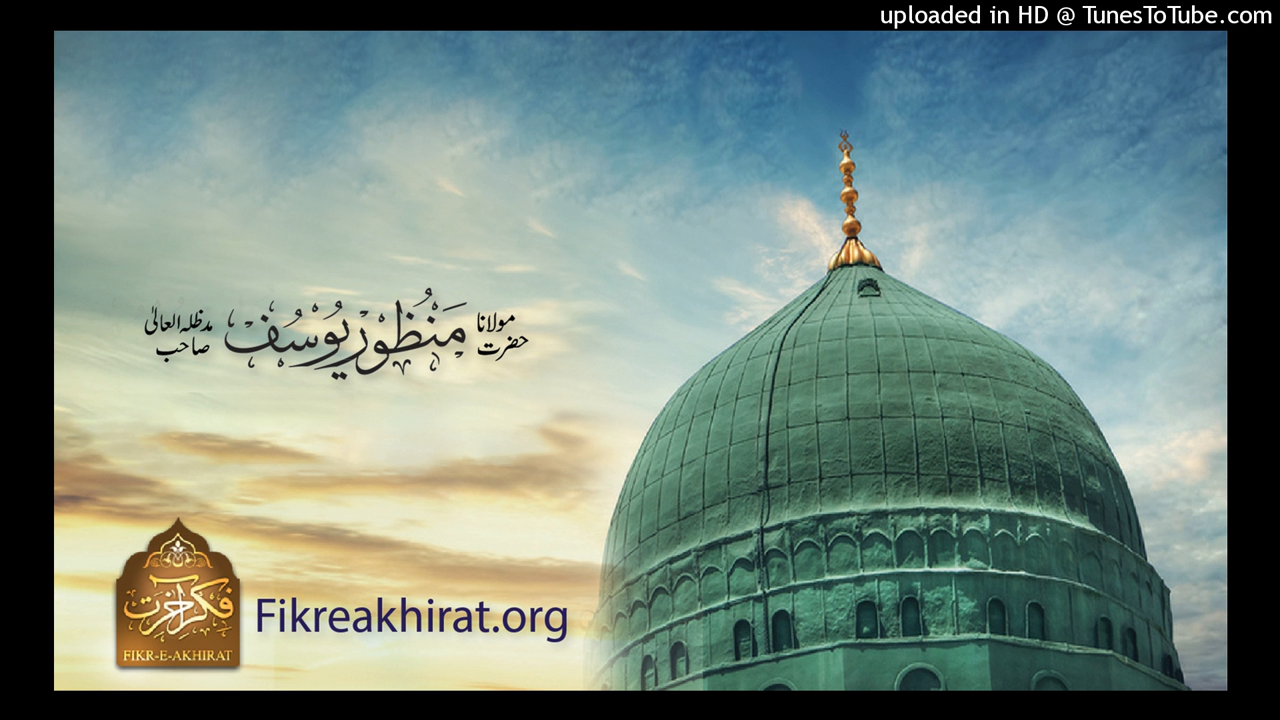 uploaded in HD @ TunesToTube.com
حضرت مولانا منظور یوسف صاحب مدظلہ العالیٰ
فکر آخرت
FIKR-E-AKHIRAT
Fikreakhirat.org